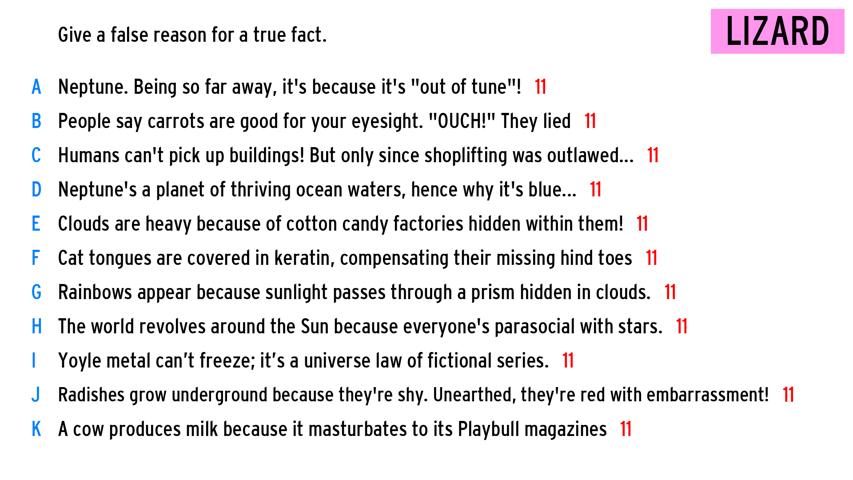 Give a false reason for a true fact.
LIZARD
A Neptune. Being so far away, it's because it's "out of tune"! 11
B People say carrots are good for your eyesight. "OUCH!" They lied 11
C Humans can't pick up buildings! But only since shoplifting was outlawed... 11
D Neptune's a planet of thriving ocean waters, hence why it's blue... 11
E Clouds are heavy because of cotton candy factories hidden within them! 11
F Cat tongues are covered in keratin, compensating their missing hind toes 11
G Rainbows appear because sunlight passes through a prism hidden in clouds. 11
H The world revolves around the Sun because everyone's parasocial with stars. 11
I Yoyle metal can’t freeze; it’s a universe law of fictional series. 11
J Radishes grow underground because they're shy. Unearthed, they're red with embarrassment! 11
K A cow produces milk because it masturbates to its Playbull magazines 11